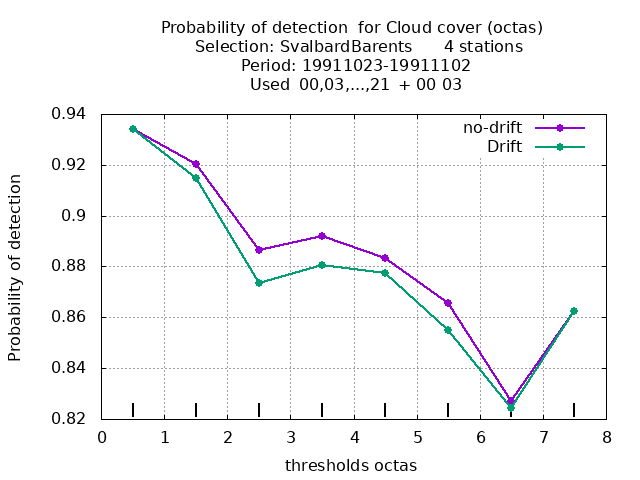 Probability of detection  for Cloud cover (octas)
Selection: SvalbardBarents      4 stations
Period: 19911023-19911102
Used  00,03,...,21  + 00 03
no-drift
Drift
Probability of detection
0.94
0.92
0.9
0.88
0.86
0.84
0.82
0 1 2 3 4 5 6 7 8
thresholds octas